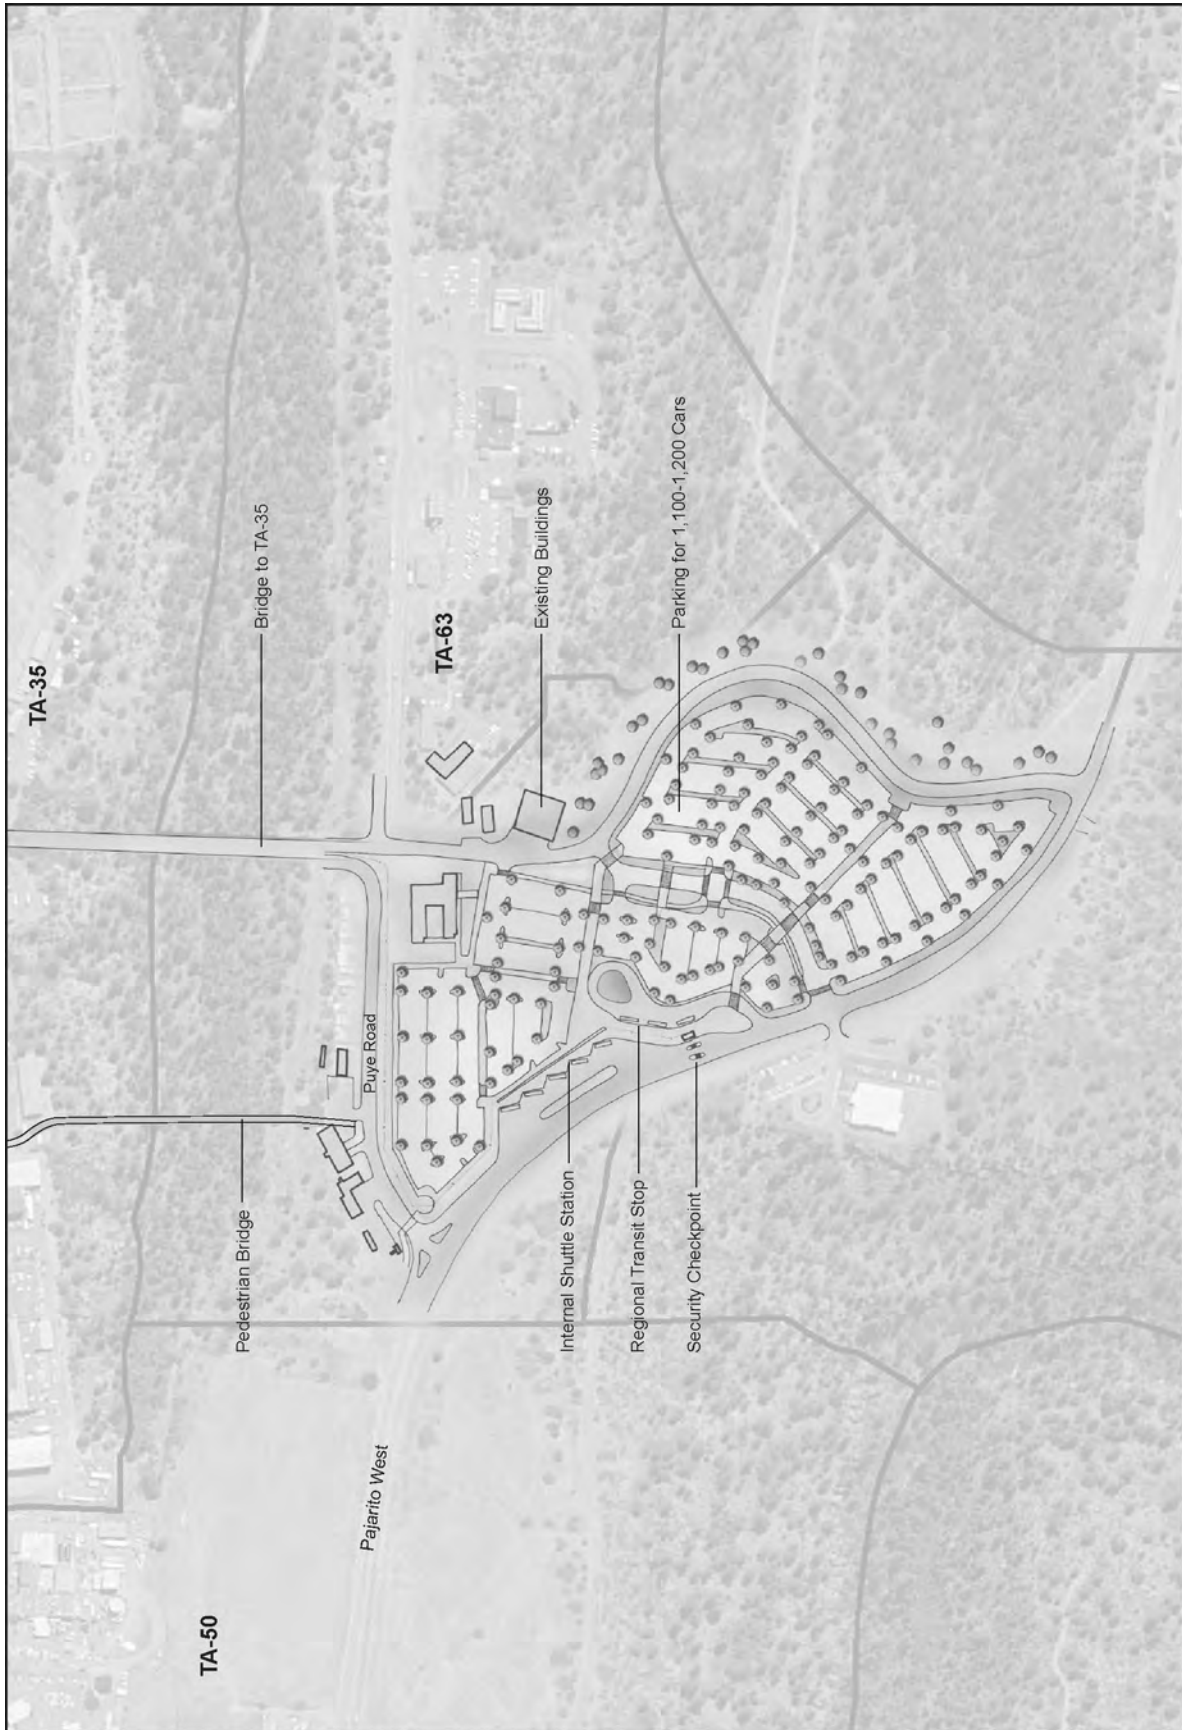 TA-35
Bridge to TA-35
TA-63
Existing Buildings
Parking for 1,100-1,200 Cars
Puye Road
Pedestrian Bridge
Internal Shuttle Station
Regional Transit Stop
Security Checkpoint
Pajarito West
TA-50